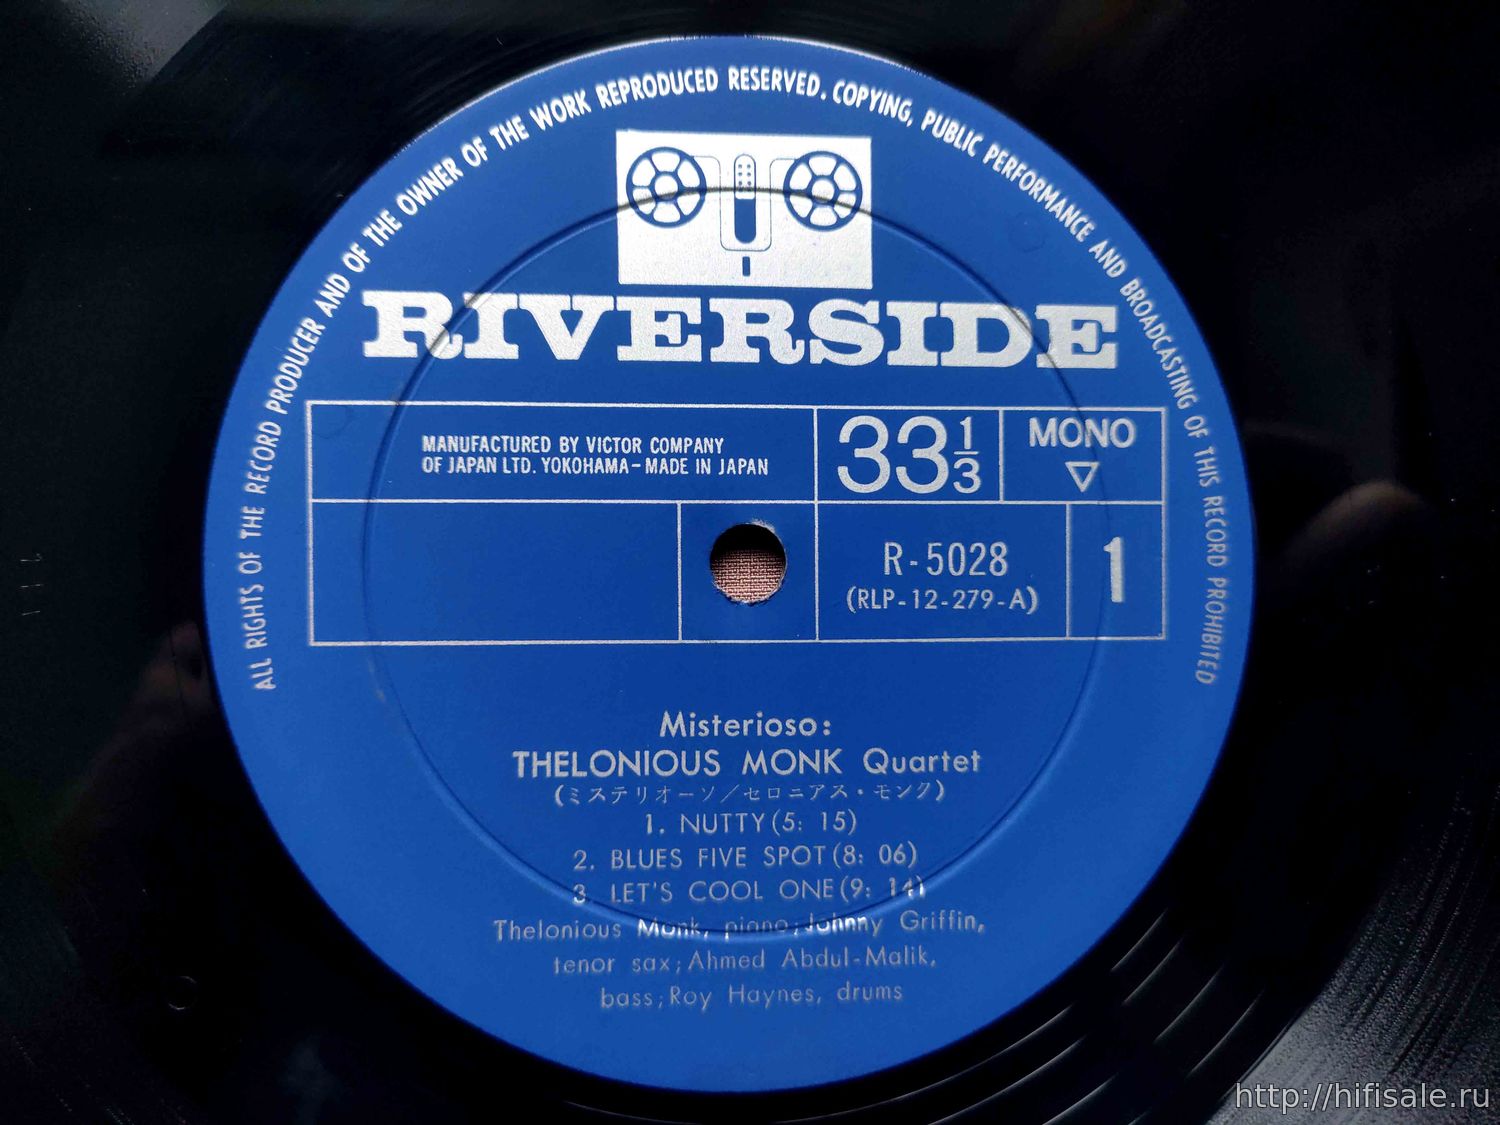 ALL RIGHTS OF THE RECORD PRODUCER AND OF THE OWNER OF THE WORK REPRODUCED RESERVED. COPYING, PUBLIC PERFORMANCE AND BROADCASTING OF THIS RECORD PROHIBITED
RIVERSIDE
MANUFACTURED BY VICTOR COMPANY
OF JAPAN LTD. YOKOHAMA-MADE IN JAPAN
33 1/3
MONO
▽
R-5028
(RLP-12-279-A)
1
Misterioso:
THELONIOUS MONK Quartet
(ミステリオーソ/セロニアス・モンク)
1. NUTTY(5: 15)
2. BLUES FIVE SPOT(8: 06)
3. LET'S COOL ONE(9: 14)
Thelonious Monk, piano;Johnny Griffin,
tenor sax;Ahmed Abdul-Malik,
bass;Roy Haynes, drums
http://hifisale.ru